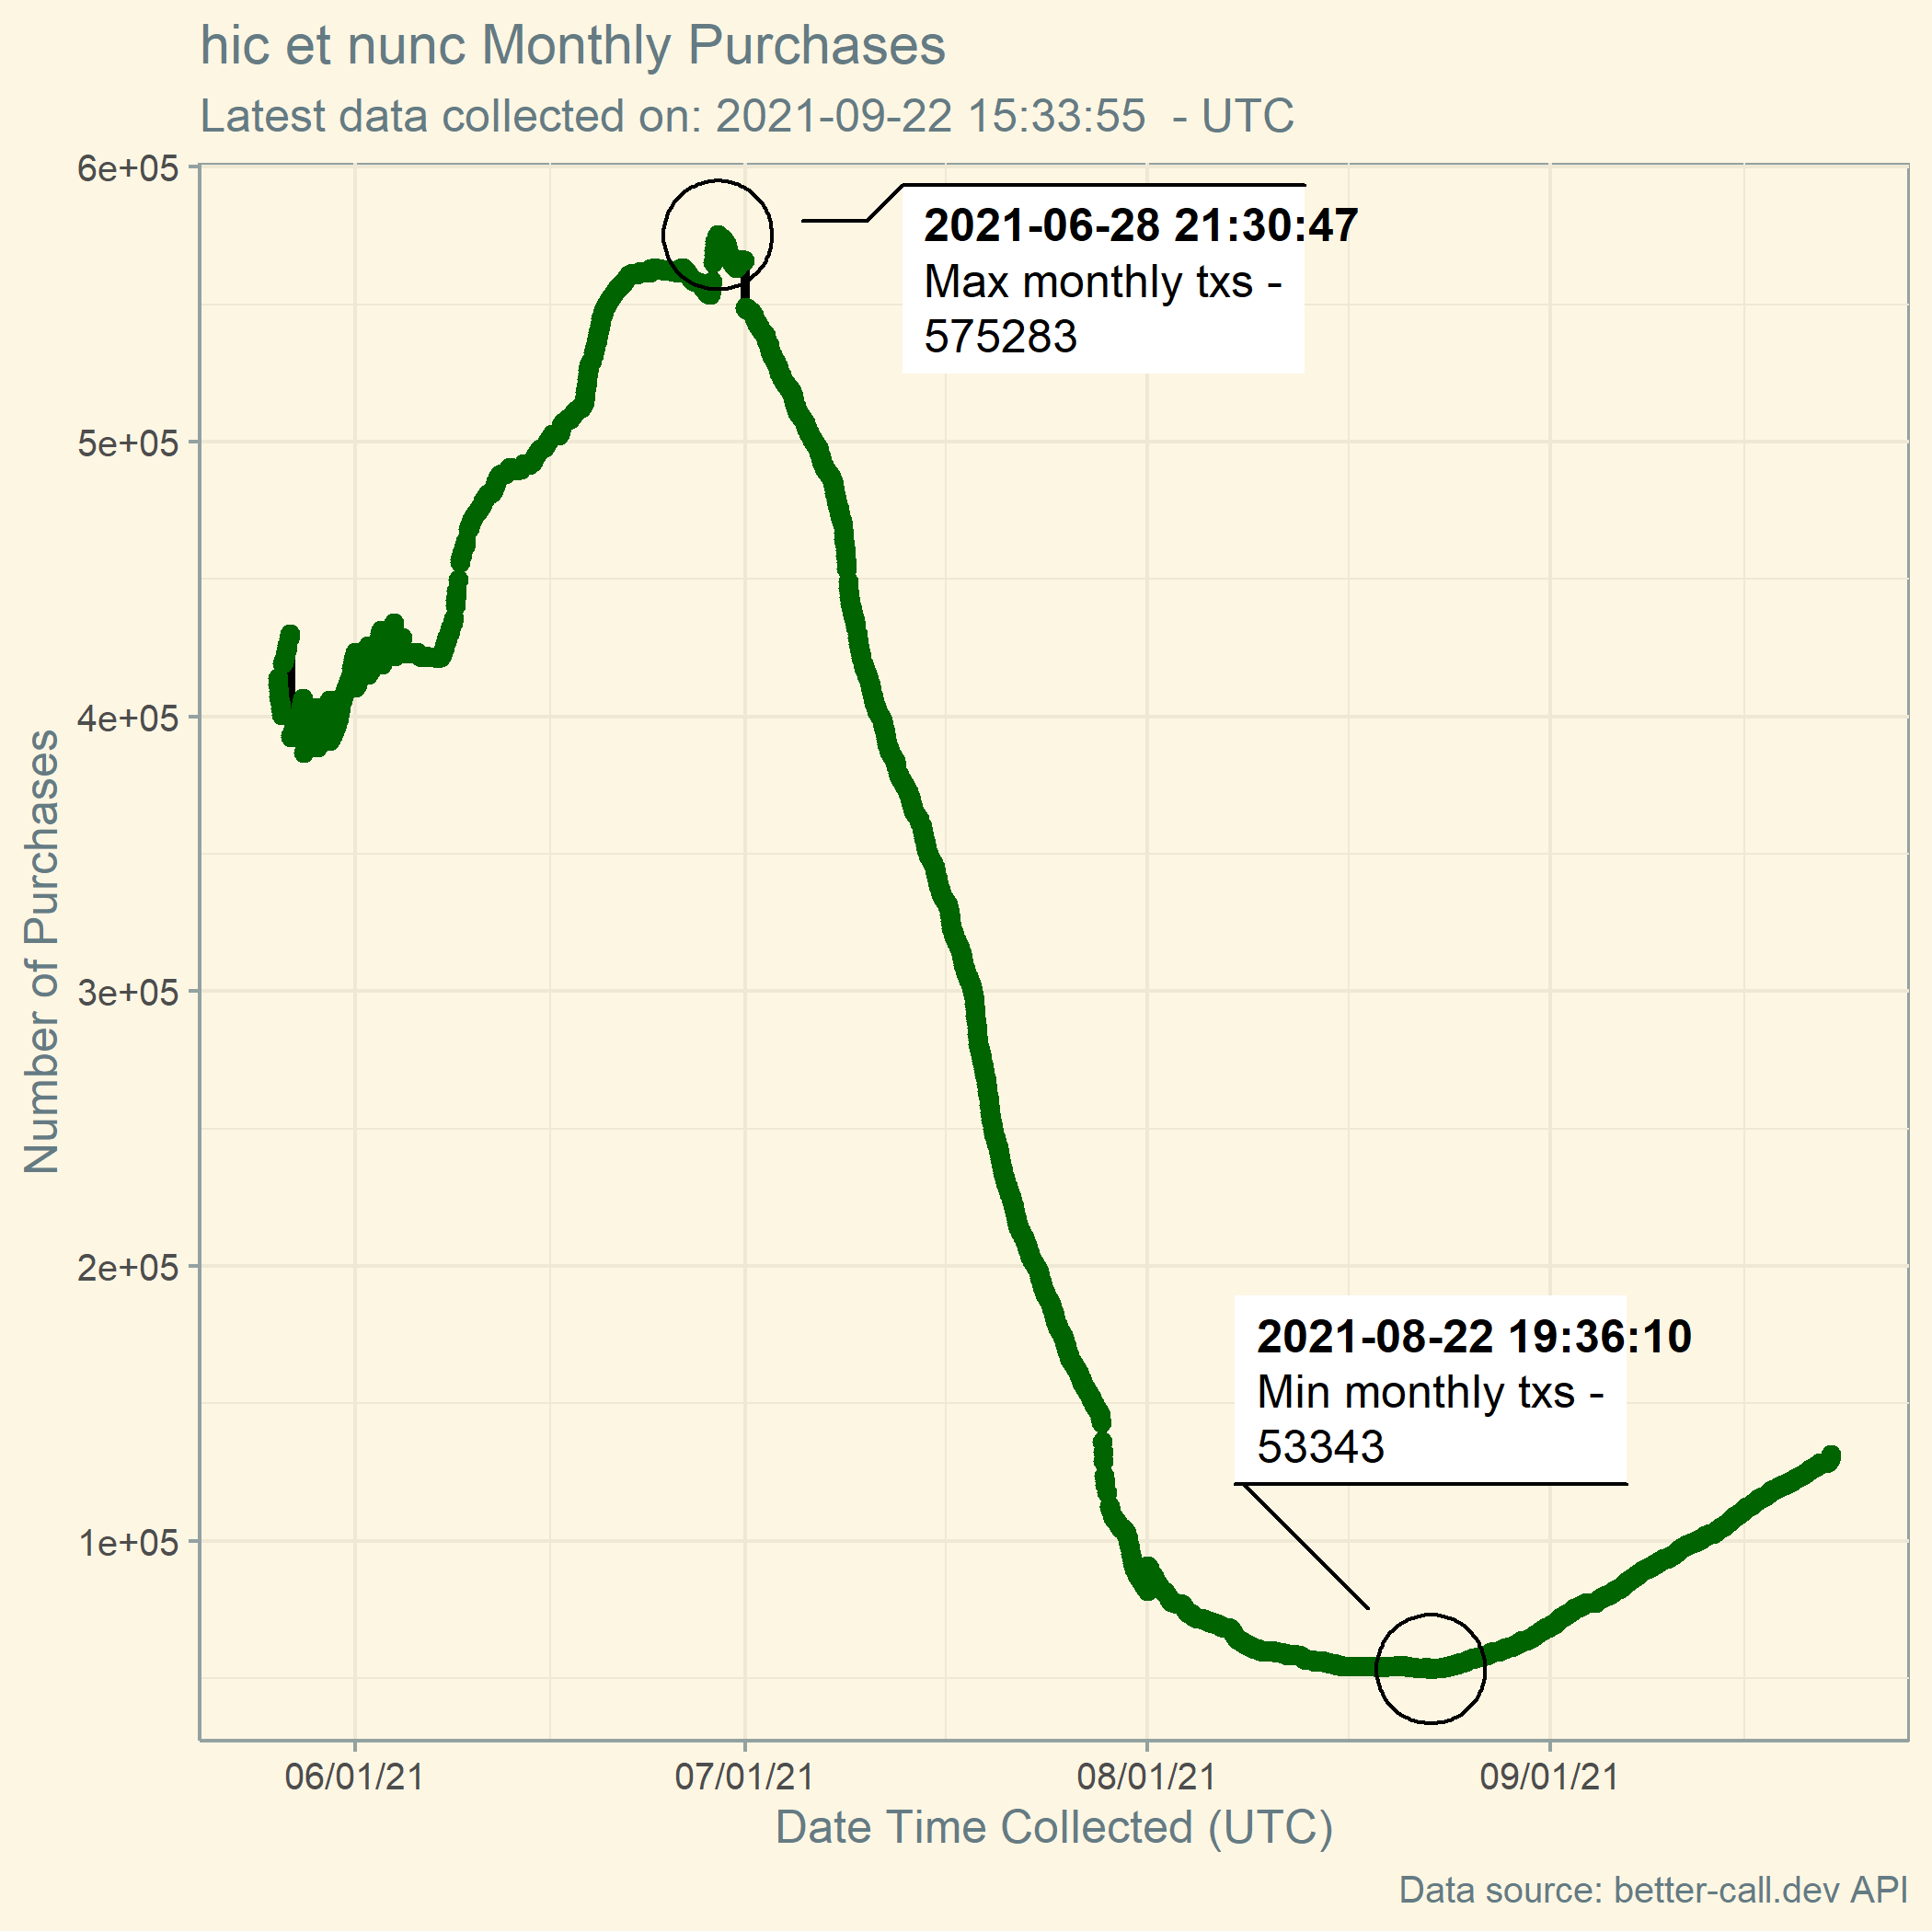 hic et nunc Monthly Purchases
Latest data collected on: 2021-09-22 15:33:55  - UTC
6e+05
5e+05
4e+05
3e+05
2e+05
1e+05
Number of Purchases
2021-06-28 21:30:47
Max monthly txs -
575283
2021-08-22 19:36:10
Min monthly txs -
53343
06/01/21
07/01/21
08/01/21
09/01/21
Date Time Collected (UTC)
Data source: better-call.dev API